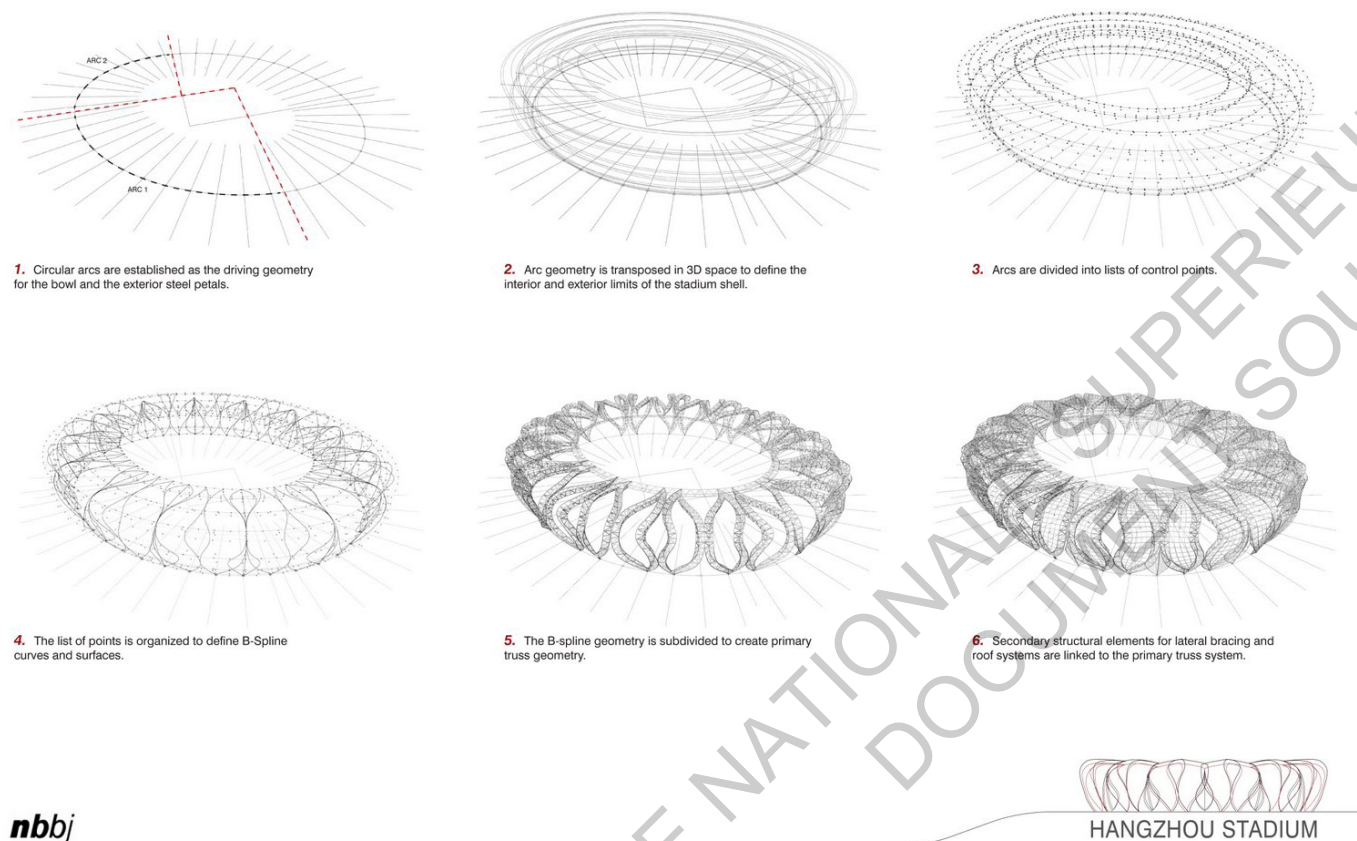 ARC 2
ARC 1
1. Circular arcs are established as the driving geometry
for the bowl and the exterior steel petals.
2. Arc geometry is transposed in 3D space to define the
interior and exterior limits of the stadium shell.
3. Arcs are divided into lists of control points.
4. The list of points is organized to define B-Spline
curves and surfaces.
5. The B-spline geometry is subdivided to create primary
truss geometry.
6. Secondary structural elements for lateral bracing and
roof systems are linked to the primary truss system.
nbbj
HANGZHOU STADIUM
NATIONAL SUPERIEU
DOCUMENT SOU